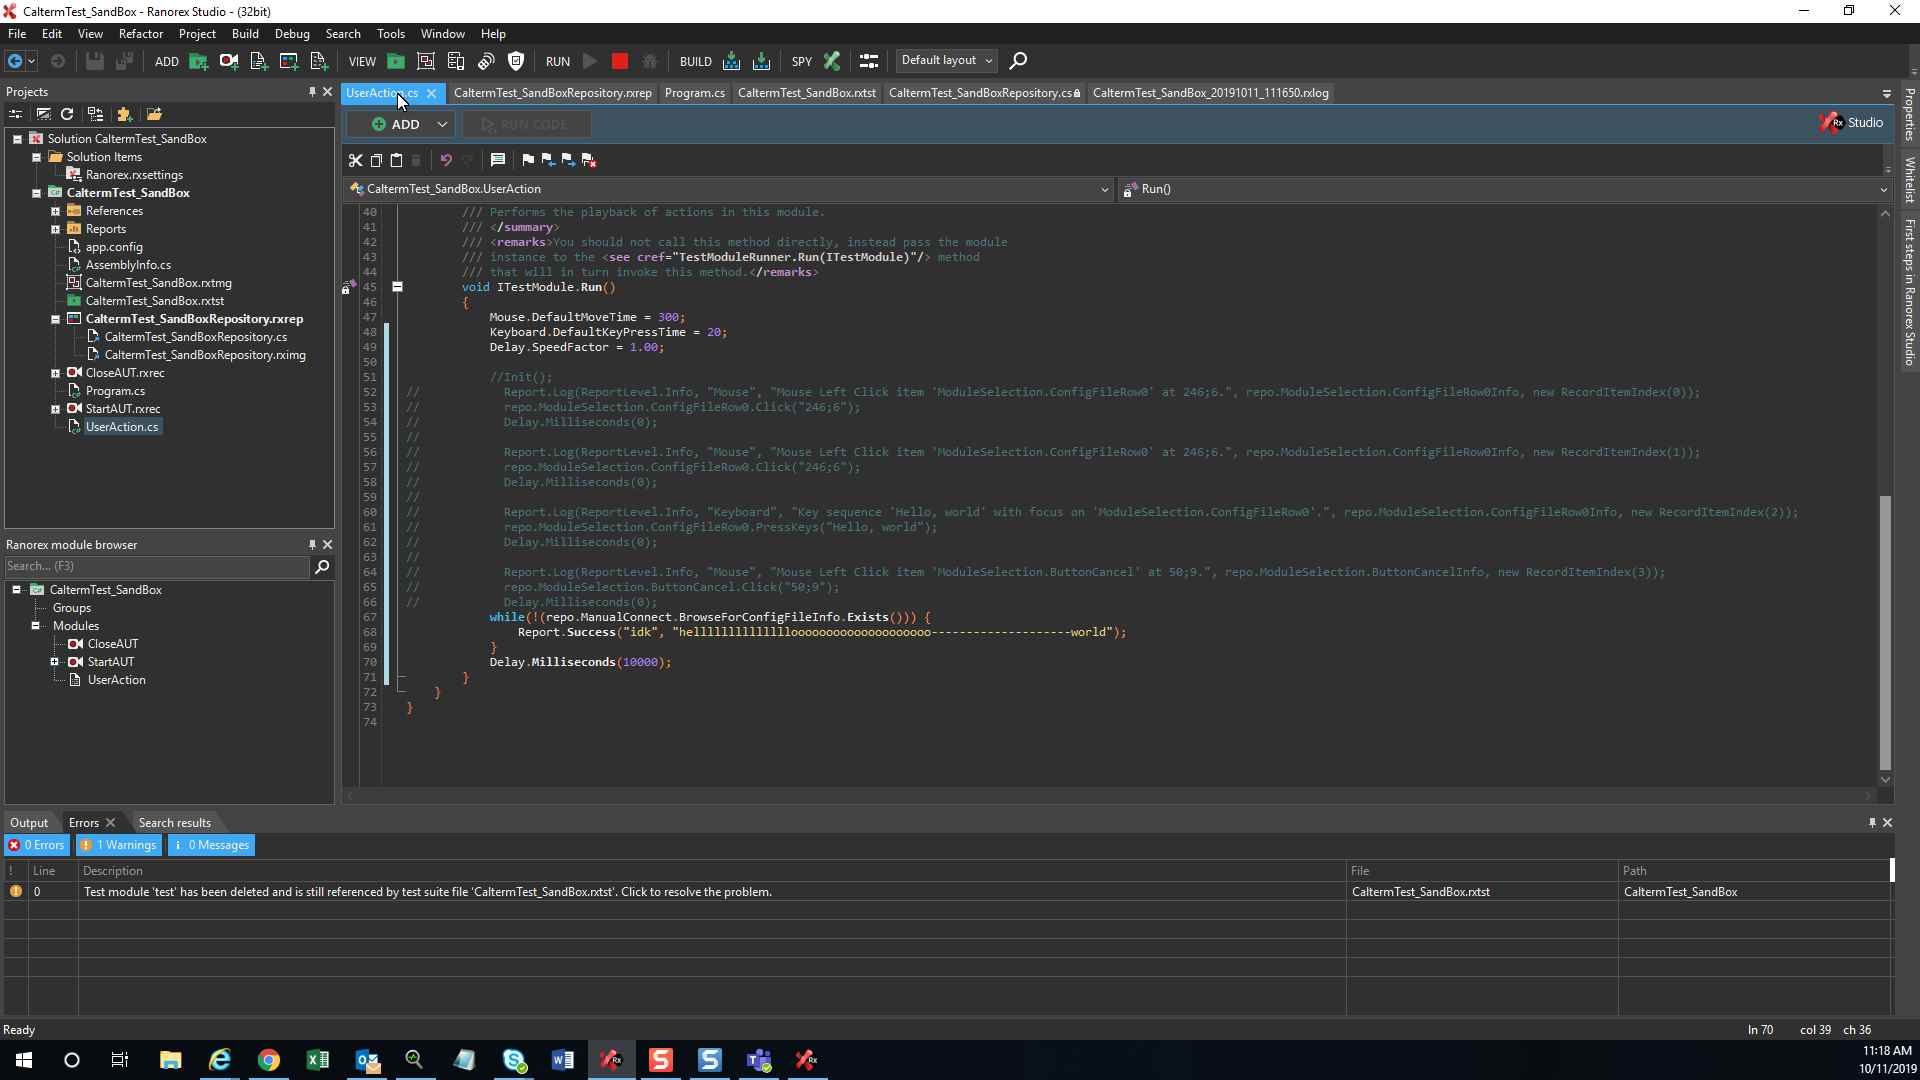 CaltermTest_SandBox - Ranorex Studio - (32bit)
File Edit View Refactor Project Build Debug Search Tools Window Help
ADD VIEW RUN BUILD SPY Default layout
Projects
UserAction.cs CaltermTest_SandBoxRepository.rxrep Program.cs CaltermTest_SandBox.rxtst CaltermTest_SandBoxRepository.cs CaltermTest_SandBox_20191011_111650.rxlog
ADD RUN CODE
Rx Studio
Properties
Whitelist
First steps in Ranorex Studio
Solution CaltermTest_SandBox
Solution Items
Ranorex.rxsettings
CaltermTest_SandBox
References
Reports
app.config
AssemblyInfo.cs
CaltermTest_SandBox.rxtmg
CaltermTest_SandBox.rxtst
CaltermTest_SandBoxRepository.rxrep
CaltermTest_SandBoxRepository.cs
CaltermTest_SandBoxRepository.rximg
CloseAUT.rxrec
Program.cs
StartAUT.rxrec
UserAction.cs
Ranorex module browser
Search... (F3)
CaltermTest_SandBox
Groups
Modules
CloseAUT
StartAUT
UserAction
CaltermTest_SandBox.UserAction Run()
40 /// Performs the playback of actions in this module.
41 /// </summary>
42 /// <remarks>You should not call this method directly, instead pass the module
43 /// instance to the <see cref="TestModuleRunner.Run(ITestModule)"/> method
44 /// that will in turn invoke this method.</remarks>
45 void ITestModule.Run()
46 {
47 Mouse.DefaultMoveTime = 300;
48 Keyboard.DefaultKeyPressTime = 20;
49 Delay.SpeedFactor = 1.00;
50
51 //Init();
52 // Report.Log(ReportLevel.Info, "Mouse", "Mouse Left Click item 'ModuleSelection.ConfigFileRow0' at 246;6.", repo.ModuleSelection.ConfigFileRow0Info, new RecordItemIndex(0));
53 // repo.ModuleSelection.ConfigFileRow0.Click("246;6");
54 // Delay.Milliseconds(0);
55 //
56 // Report.Log(ReportLevel.Info, "Mouse", "Mouse Left Click item 'ModuleSelection.ConfigFileRow0' at 246;6.", repo.ModuleSelection.ConfigFileRow0Info, new RecordItemIndex(1));
57 // repo.ModuleSelection.ConfigFileRow0.Click("246;6");
58 // Delay.Milliseconds(0);
59 //
60 // Report.Log(ReportLevel.Info, "Keyboard", "Key sequence 'Hello, world' with focus on 'ModuleSelection.ConfigFileRow0'.", repo.ModuleSelection.ConfigFileRow0Info, new RecordItemIndex(2));
61 // repo.ModuleSelection.ConfigFileRow0.PressKeys("Hello, world");
62 // Delay.Milliseconds(0);
63 //
64 // Report.Log(ReportLevel.Info, "Mouse", "Mouse Left Click item 'ModuleSelection.ButtonCancel' at 50;9.", repo.ModuleSelection.ButtonCancelInfo, new RecordItemIndex(3));
65 // repo.ModuleSelection.ButtonCancel.Click("50;9");
66 // Delay.Milliseconds(0);
67 while(!(repo.ManualConnect.BrowseForConfigFileInfo.Exists())) {
68 Report.Success("idk", "helllllllllllllloooooooooooooooooooo--------------------world");
69 }
70 Delay.Milliseconds(10000);
71 }
72 }
73 }
74
Output Errors Search results
0 Errors 1 Warnings 0 Messages
! Line Description File Path
0 Test module 'test' has been deleted and is still referenced by test suite file 'CaltermTest_SandBox.rxtst'. Click to resolve the problem. CaltermTest_SandBox.rxtst CaltermTest_SandBox
Ready ln 70 col 39 ch 36
11:18 AM
10/11/2019